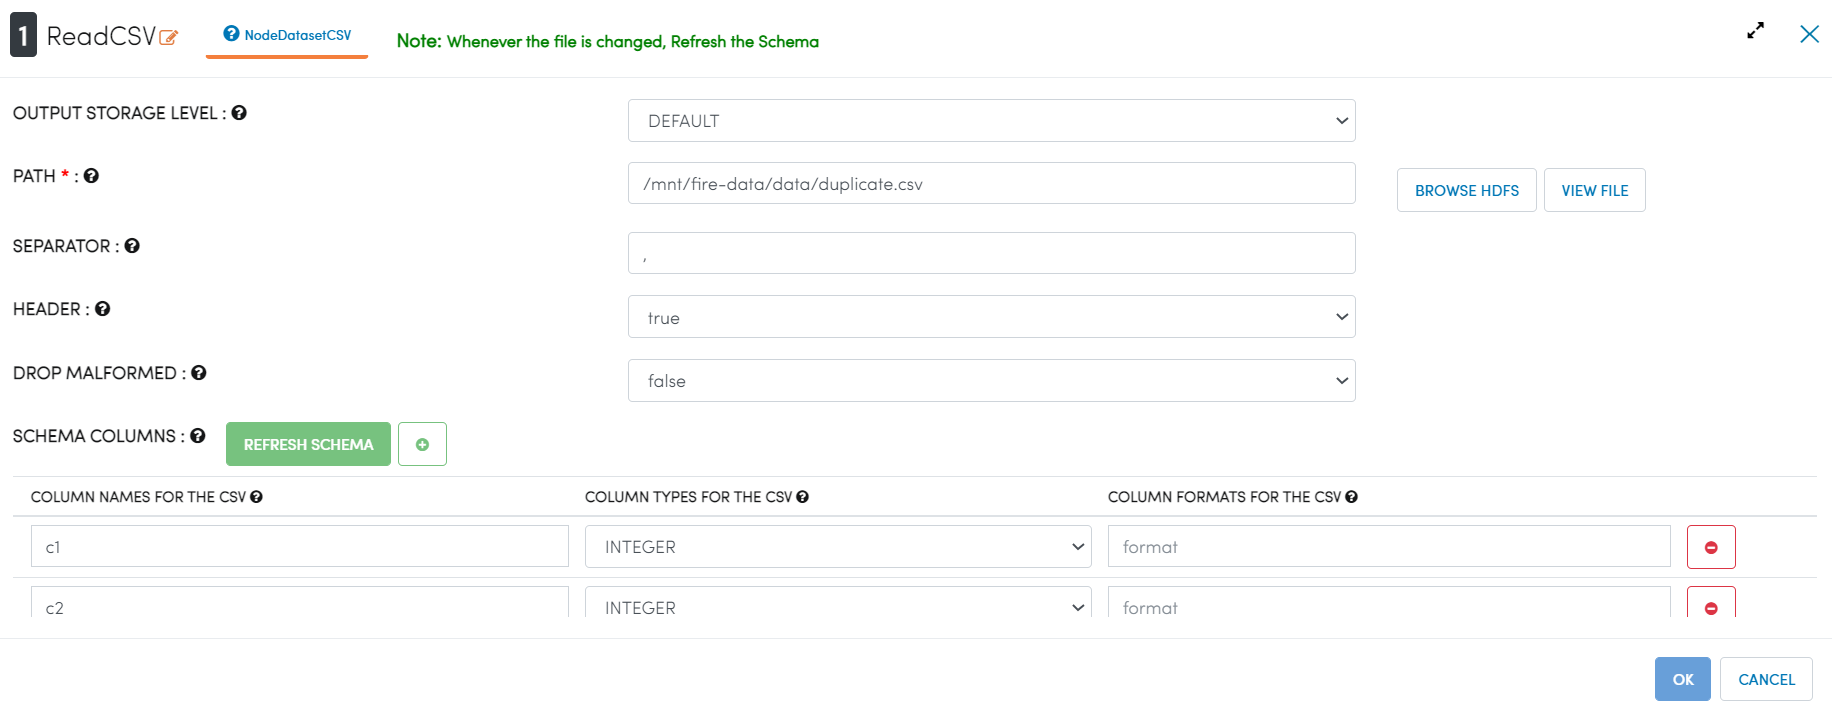 1 ReadCSV NodeDatasetCSV Note: Whenever the file is changed, Refresh the Schema
OUTPUT STORAGE LEVEL : DEFAULT
PATH * : /mnt/fire-data/data/duplicate.csv BROWSE HDFS VIEW FILE
SEPARATOR : ,
HEADER : true
DROP MALFORMED : false
SCHEMA COLUMNS : REFRESH SCHEMA
COLUMN NAMES FOR THE CSV COLUMN TYPES FOR THE CSV COLUMN FORMATS FOR THE CSV
c1 INTEGER format
c2 INTEGER format
OK CANCEL